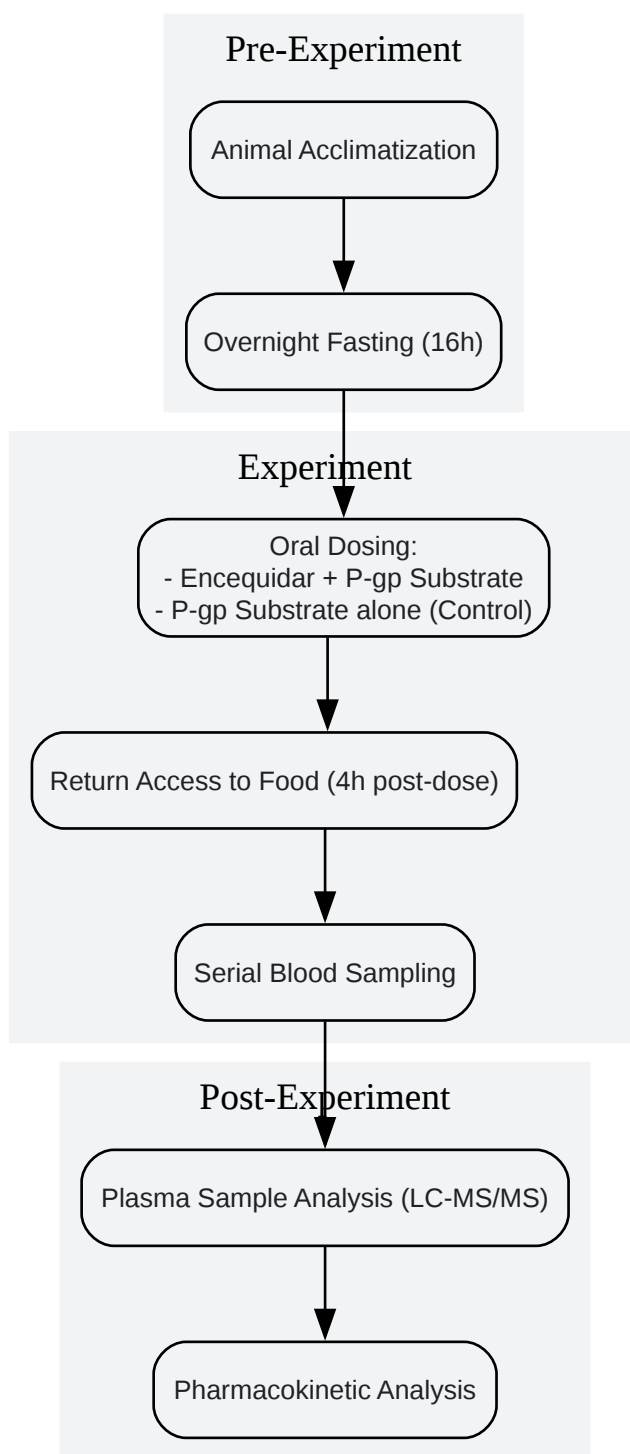 Pre-Experiment
Animal Acclimatization
Overnight Fasting (16h)
Experiment
Oral Dosing:
- Encequidar + P-gp Substrate
- P-gp Substrate alone (Control)
Return Access to Food (4h post-dose)
Serial Blood Sampling
Post-Experiment
Plasma Sample Analysis (LC-MS/MS)
Pharmacokinetic Analysis